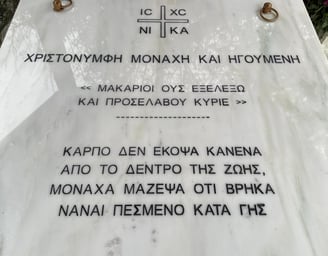 IC XC
NI KA
ΧΡΙΣΤΟΝΥΜΦΗ ΜΟΝΑΧΗ ΚΑΙ ΗΓΟΥΜΕΝΗ
<< ΜΑΚΑΡΙΟΙ ΟΥΣ ΕΞΕΛΕΞΩ
ΚΑΙ ΠΡΟΣΕΛΑΒΟΥ ΚΥΡΙΕ >>
--------------------
ΚΑΡΠΟ ΔΕΝ ΕΚΟΨΑ ΚΑΝΕΝΑ
ΑΠΟ ΤΟ ΔΕΝΤΡΟ ΤΗΣ ΖΩΗΣ,
ΜΟΝΑΧΑ ΜΑΖΕΨΑ ΟΤΙ ΒΡΗΚΑ
ΝΑΝΑΙ ΠΕΣΜΕΝΟ ΚΑΤΑ ΓΗΣ